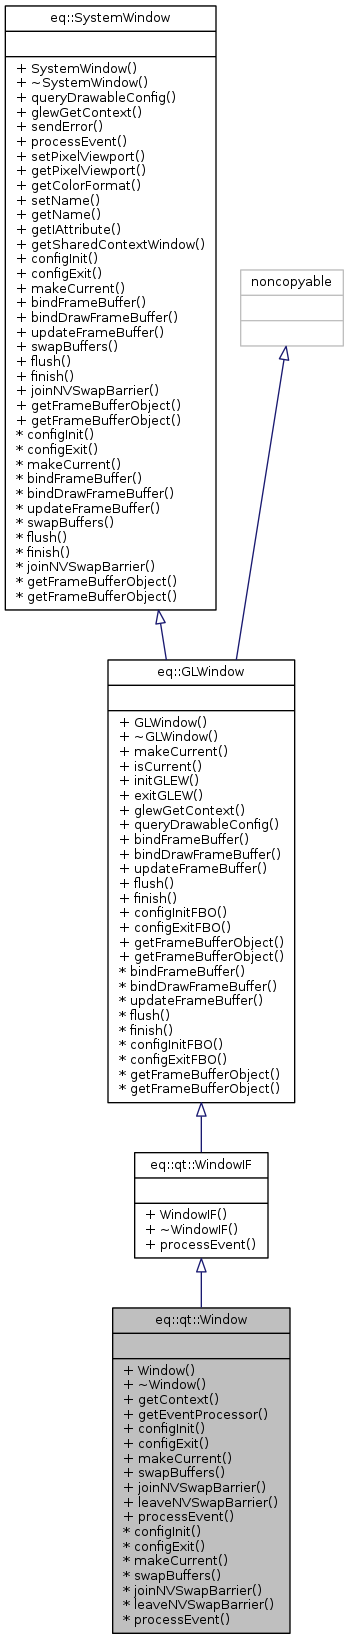 eq::SystemWindow
+ SystemWindow()
+ ~SystemWindow()
+ queryDrawableConfig()
+ glewGetContext()
+ sendError()
+ processEvent()
+ setPixelViewport()
+ getPixelViewport()
+ getColorFormat()
+ setName()
+ getName()
+ getIAttribute()
+ getSharedContextWindow()
+ configInit()
+ configExit()
+ makeCurrent()
+ bindFrameBuffer()
+ bindDrawFrameBuffer()
+ updateFrameBuffer()
+ swapBuffers()
+ flush()
+ finish()
+ joinNVSwapBarrier()
+ getFrameBufferObject()
+ getFrameBufferObject()
* configInit()
* configExit()
* makeCurrent()
* bindFrameBuffer()
* bindDrawFrameBuffer()
* updateFrameBuffer()
* swapBuffers()
* flush()
* finish()
* joinNVSwapBarrier()
* getFrameBufferObject()
* getFrameBufferObject()
noncopyable
eq::GLWindow
+ GLWindow()
+ ~GLWindow()
+ makeCurrent()
+ isCurrent()
+ initGLEW()
+ exitGLEW()
+ glewGetContext()
+ queryDrawableConfig()
+ bindFrameBuffer()
+ bindDrawFrameBuffer()
+ updateFrameBuffer()
+ flush()
+ finish()
+ configInitFBO()
+ configExitFBO()
+ getFrameBufferObject()
+ getFrameBufferObject()
* bindFrameBuffer()
* bindDrawFrameBuffer()
* updateFrameBuffer()
* flush()
* finish()
* configInitFBO()
* configExitFBO()
* getFrameBufferObject()
* getFrameBufferObject()
eq::qt::WindowIF
+ WindowIF()
+ ~WindowIF()
+ processEvent()
eq::qt::Window
+ Window()
+ ~Window()
+ getContext()
+ getEventProcessor()
+ configInit()
+ configExit()
+ makeCurrent()
+ swapBuffers()
+ joinNVSwapBarrier()
+ leaveNVSwapBarrier()
+ processEvent()
* configInit()
* configExit()
* makeCurrent()
* swapBuffers()
* joinNVSwapBarrier()
* leaveNVSwapBarrier()
* processEvent()